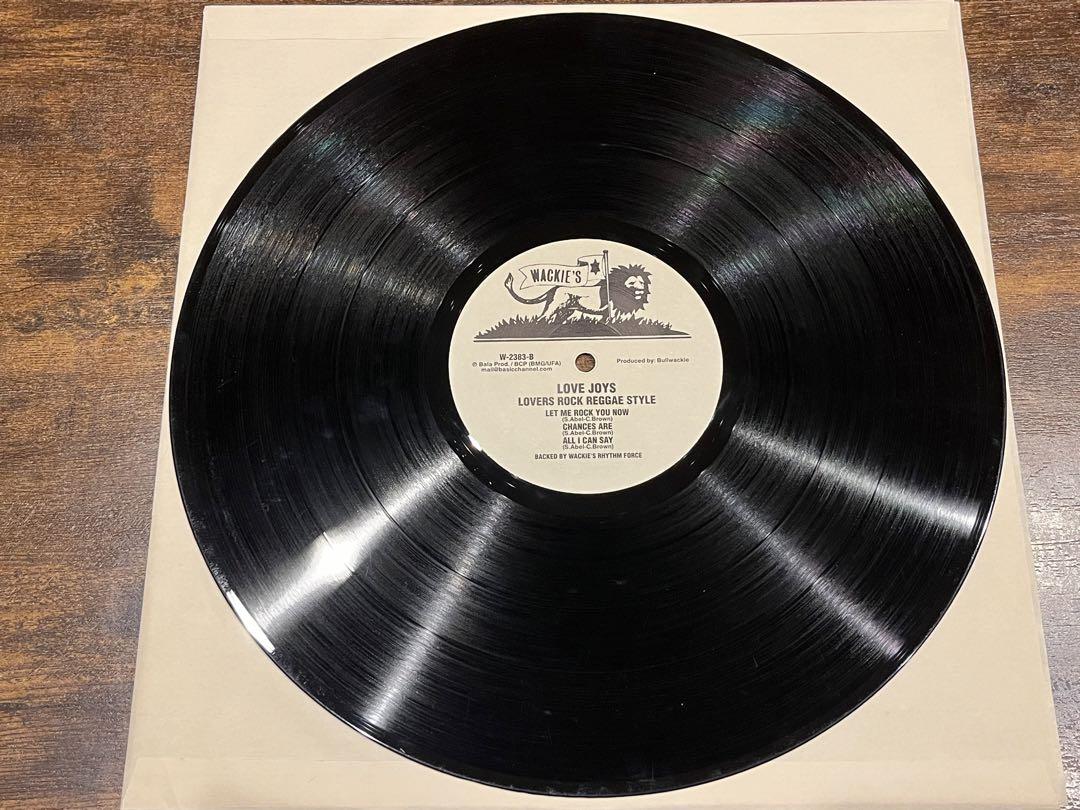 WACKIE'S
W-2383-B
℗ Bala Prod. / BCP (BMG/UFA)
mail@basicchannel.com
Produced by: Bullwackie
LOVE JOYS
LOVERS ROCK REGGAE STYLE
LET ME ROCK YOU NOW
(S.Abel-C.Brown)
CHANCES ARE
(S.Abel-C.Brown)
ALL I CAN SAY
(S.Abel-C.Brown)
BACKED BY WACKIE'S RHYTHM FORCE